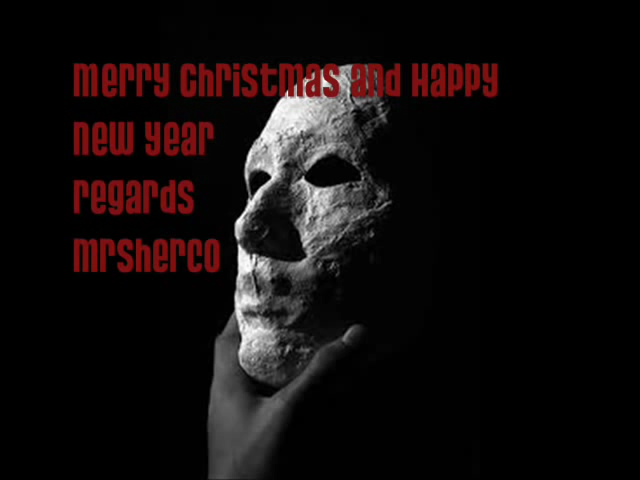 merry christmas and happy
new year
regards
mrsherco